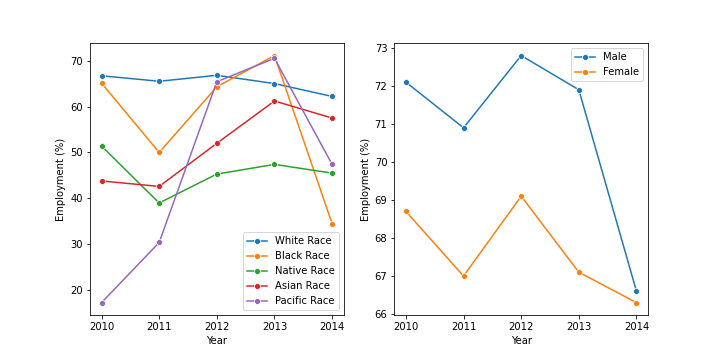 Employment (%)
70
60
50
40
30
20
White Race
Black Race
Native Race
Asian Race
Pacific Race
2010 2011 2012 2013 2014
Year
Employment (%)
73
72
71
70
69
68
67
66
Male
Female
2010 2011 2012 2013 2014
Year